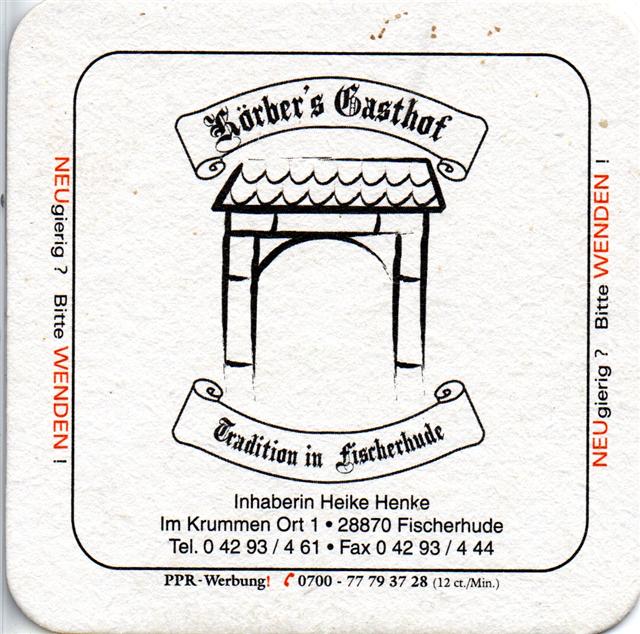 Körber's Gasthof
NEUgierig ? Bitte WENDEN !
NEUgierig ? Bitte WENDEN !
Tradition in Fischerhude
Inhaberin Heike Henke
Im Krummen Ort 1 • 28870 Fischerhude
Tel. 0 42 93 / 4 61 • Fax 0 42 93 / 4 44
PPR-Werbung! ✆ 0700 - 77 79 37 28 (12 ct./Min.)